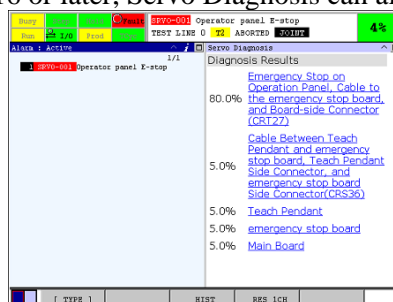 ro or later, Servo Diagnosis can al
Busy Step Hold Fault
Run I/O Prod TCyc
SRVO-001 Operator panel E-stop
TEST LINE 0 T2 ABORTED JOINT
4%
Alarm : Active
1/1
1 SRVO-001 Operator panel E-stop
Servo Diagnosis
Diagnosis Results
80.0% Emergency Stop on
Operation Panel, Cable to
the emergency stop board,
and Board-side Connector
(CRT27)
5.0% Cable Between Teach
Pendant and emergency
stop board, Teach Pendant
Side Connector, and
emergency stop board
Side Connector(CRS36)
5.0% Teach Pendant
5.0% emergency stop board
5.0% Main Board
[ TYPE ] HIST RES 1CH